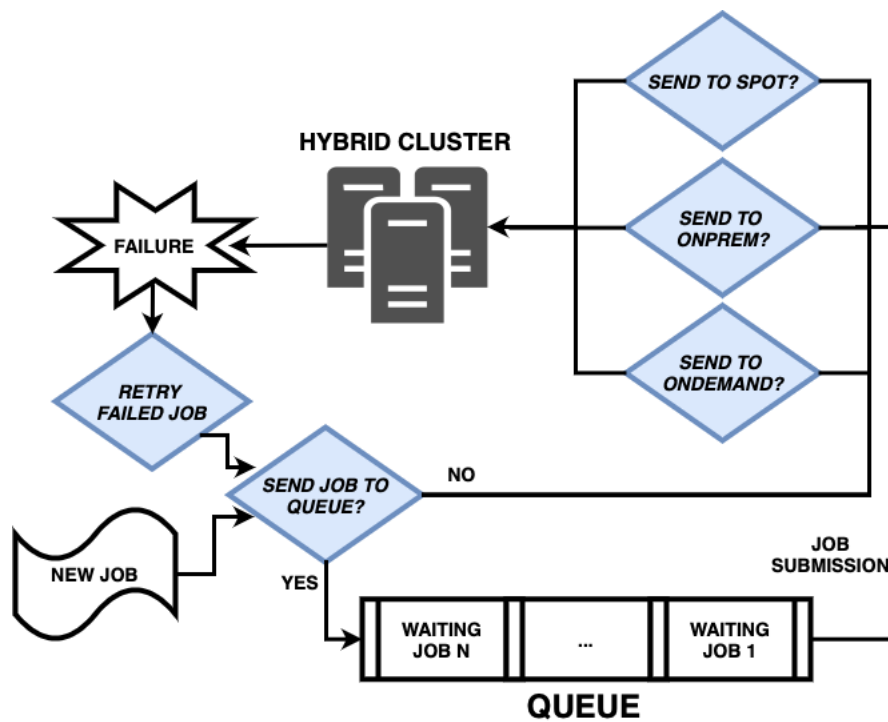 SEND TO SPOT?
HYBRID CLUSTER
SEND TO
ONPREM?
FAILURE
SEND TO
ONDEMAND?
RETRY
FAILED JOB
SEND JOB TO
QUEUE?
NO
NEW JOB
YES
JOB
SUBMISSION
WAITING
JOB N
...
WAITING
JOB 1
QUEUE